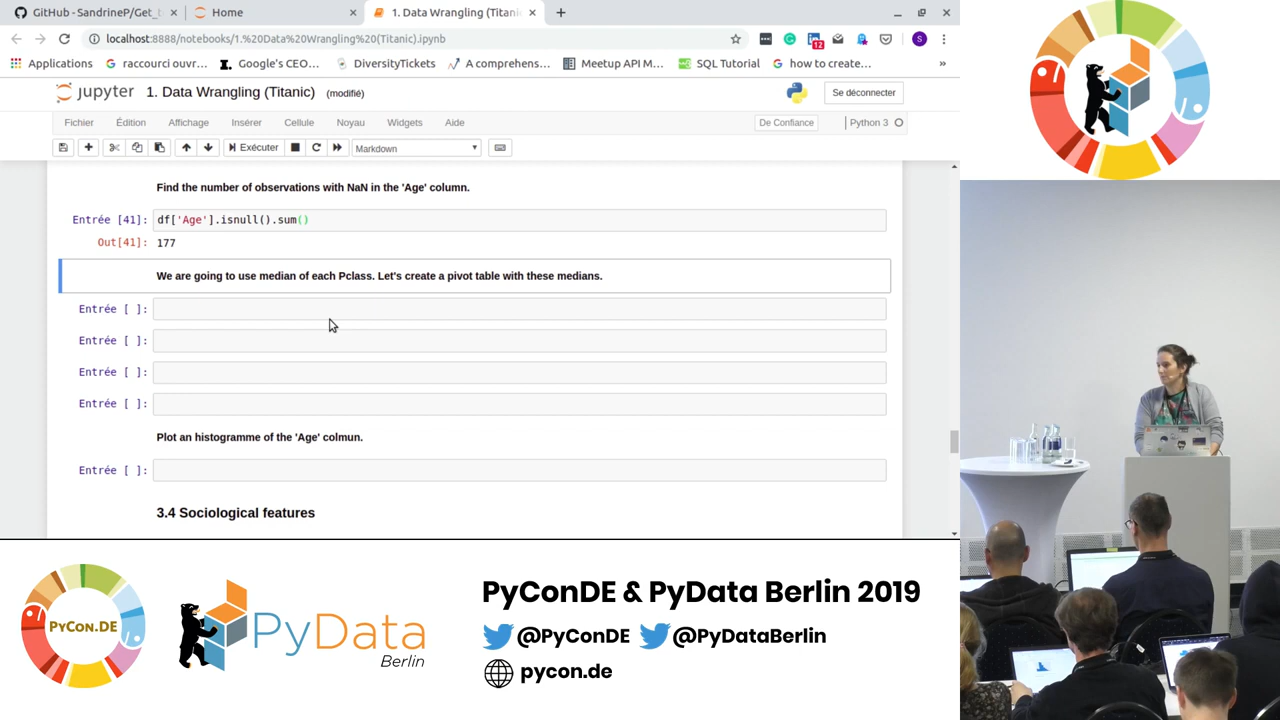 GitHub - SandrineP/Get_
Home
1. Data Wrangling (Titani
localhost:8888/notebooks/1.%20Data%20Wrangling%20(Titanic).ipynb
12
S
Applications
raccourci ouvr...
Google's CEO...
DiversityTickets
A comprehens...
Meetup API M...
SQL Tutorial
how to create...
»
jupyter 1. Data Wrangling (Titanic) (modifié)
Se déconnecter
Fichier Édition Affichage Insérer Cellule Noyau Widgets Aide
De Confiance
Python 3
Exécuter
Markdown
Find the number of observations with NaN in the 'Age' column.
Entrée [41]: df['Age'].isnull().sum()
Out[41]: 177
We are going to use median of each Pclass. Let's create a pivot table with these medians.
Entrée [ ]:
Entrée [ ]:
Entrée [ ]:
Entrée [ ]:
Plot an histogramme of the 'Age' colmun.
Entrée [ ]:
3.4 Sociological features
PyCon.DE
PyData
Berlin
PyConDE & PyData Berlin 2019
@PyConDE @PyDataBerlin
pycon.de